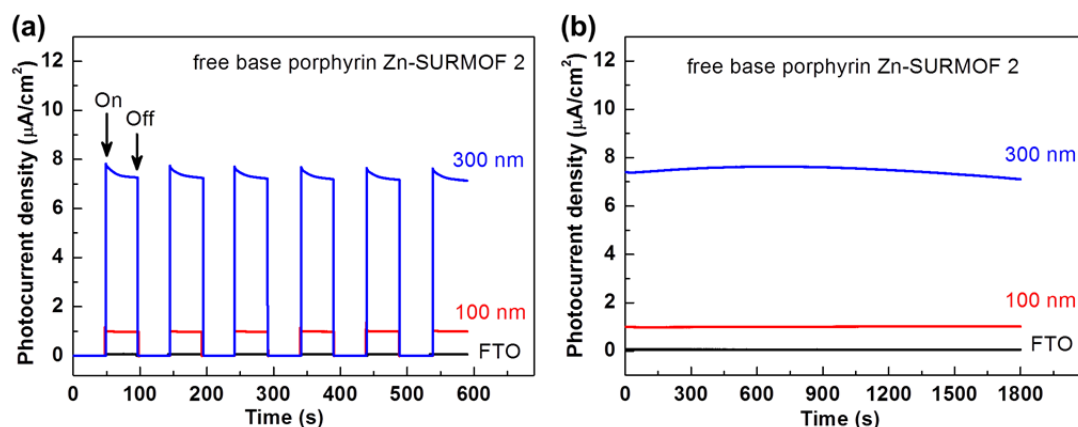 (a)
free base porphyrin Zn-SURMOF 2
On
Off
300 nm
100 nm
FTO
Photocurrent density (μA/cm²)
12
10
8
6
4
2
0
0 100 200 300 400 500 600
Time (s)
(b)
free base porphyrin Zn-SURMOF 2
300 nm
100 nm
FTO
Photocurrent density (μA/cm²)
12
10
8
6
4
2
0
0 300 600 900 1200 1500 1800
Time (s)